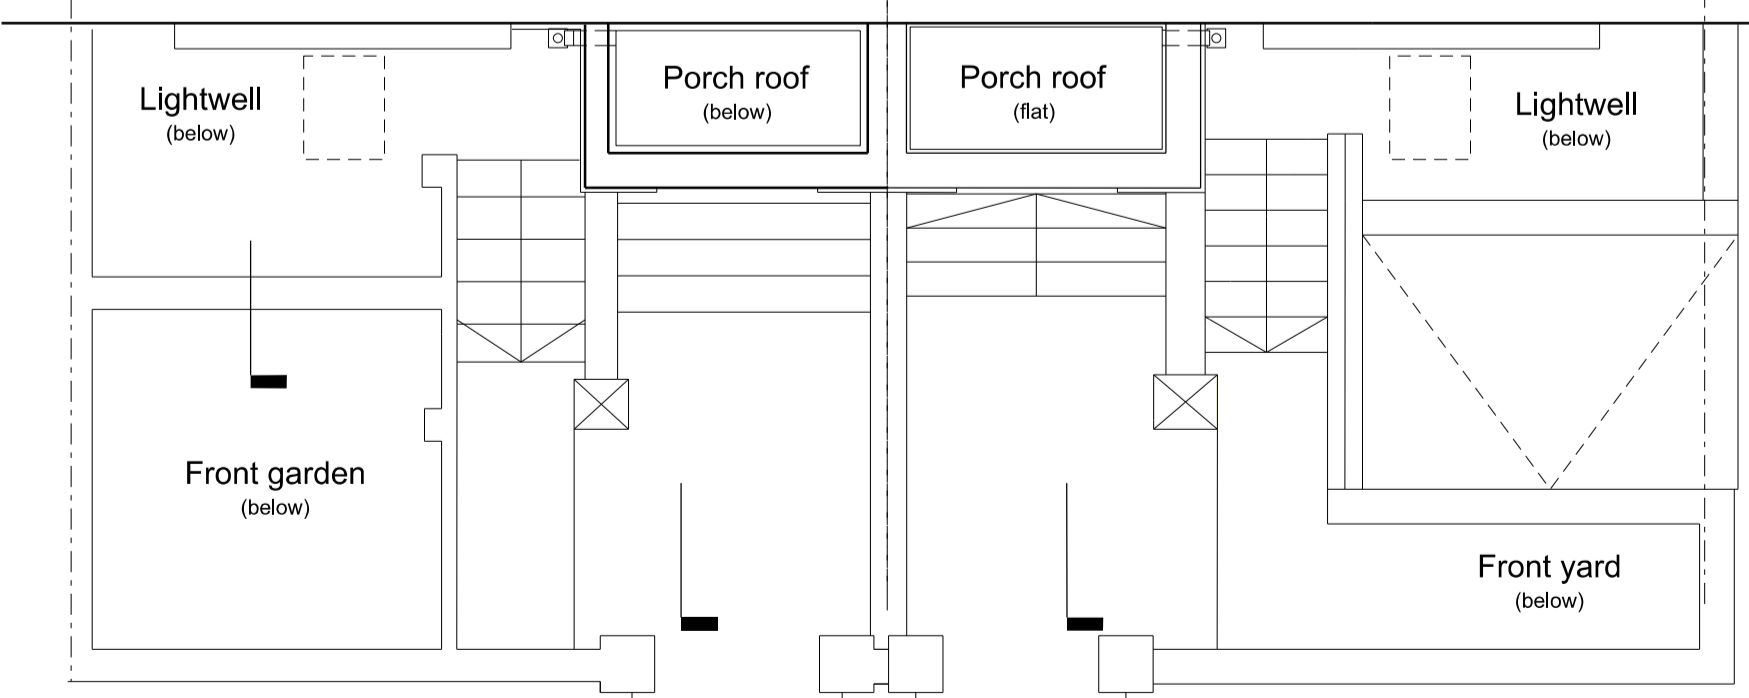 Porch roof
(below)
Porch roof
(flat)
Lightwell
(below)
Lightwell
(below)
Front garden
(below)
Front yard
(below)